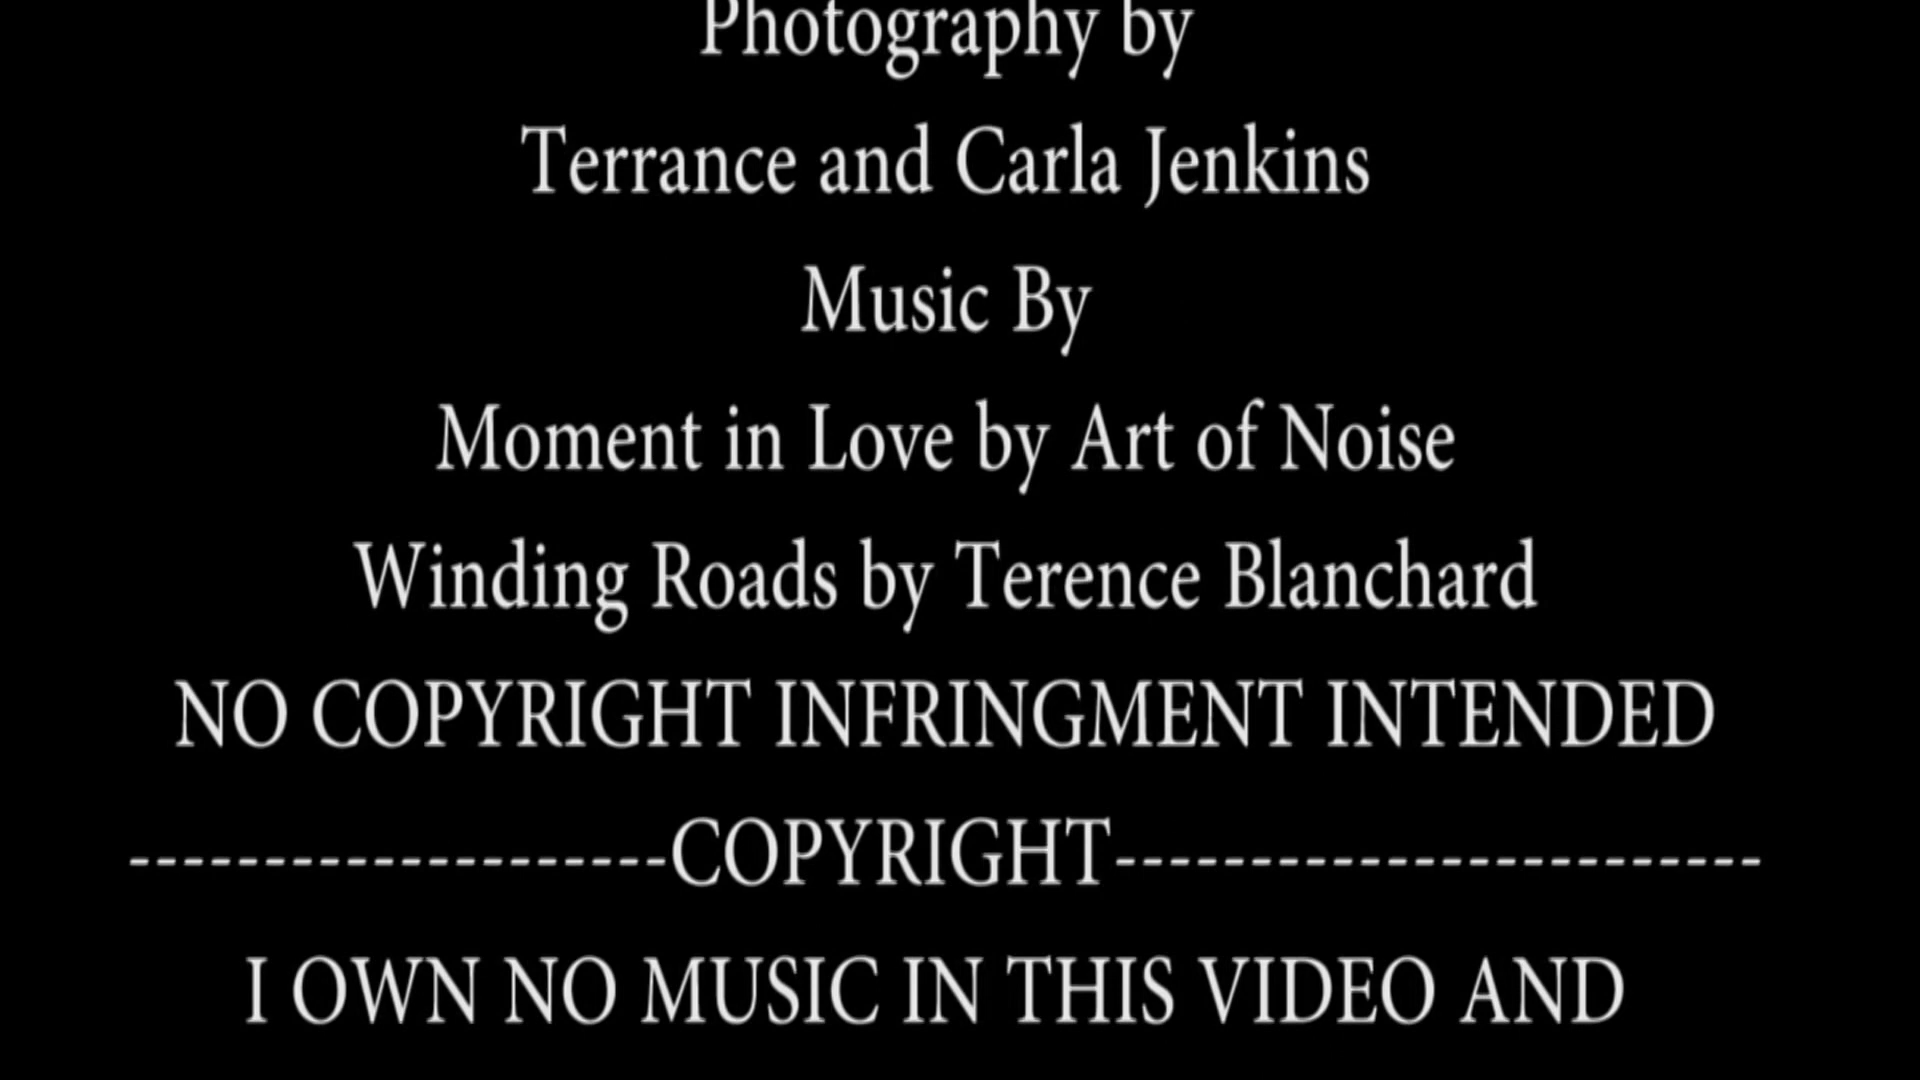 Photography by
Terrance and Carla Jenkins
Music By
Moment in Love by Art of Noise
Winding Roads by Terence Blanchard
NO COPYRIGHT INFRINGMENT INTENDED
--------------------COPYRIGHT------------------------
I OWN NO MUSIC IN THIS VIDEO AND